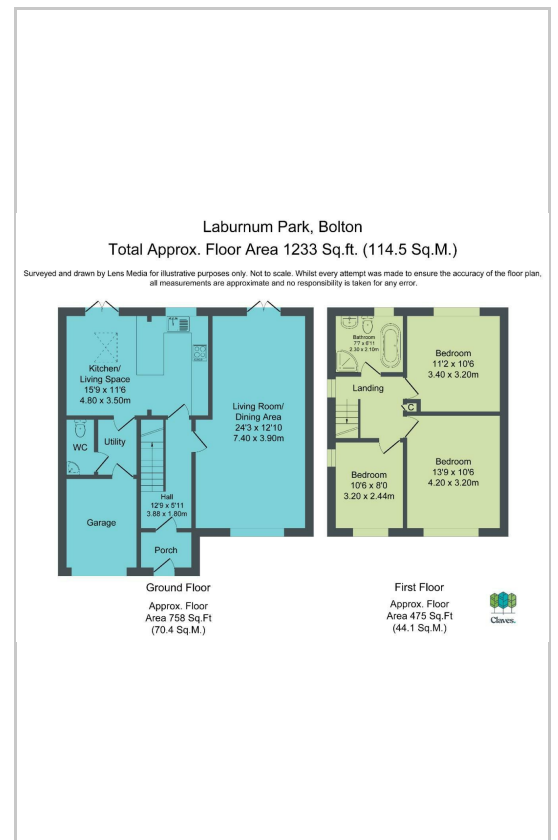 Laburnum Park, Bolton
Total Approx. Floor Area 1233 Sq.ft. (114.5 Sq.M.)
Surveyed and drawn by Lens Media for illustrative purposes only. Not to scale. Whilst every attempt was made to ensure the accuracy of the floor plan,
all measurements are approximate and no responsibility is taken for any error.
Kitchen/
Living Space
15'9 x 11'6
4.80 x 3.50m
WC
Utility
Garage
Hall
12'9 x 5'11
3.88 x 1.80m
Porch
Living Room/
Dining Area
24'3 x 12'10
7.40 x 3.90m
Ground Floor
Approx. Floor
Area 758 Sq.Ft
(70.4 Sq.M.)
Bathroom
7'7 x 6'11
2.30 x 2.10m
Bedroom
11'2 x 10'6
3.40 x 3.20m
Landing
C
Bedroom
10'6 x 8'0
3.20 x 2.44m
Bedroom
13'9 x 10'6
4.20 x 3.20m
First Floor
Approx. Floor
Area 475 Sq.Ft
(44.1 Sq.M.)
Claves.